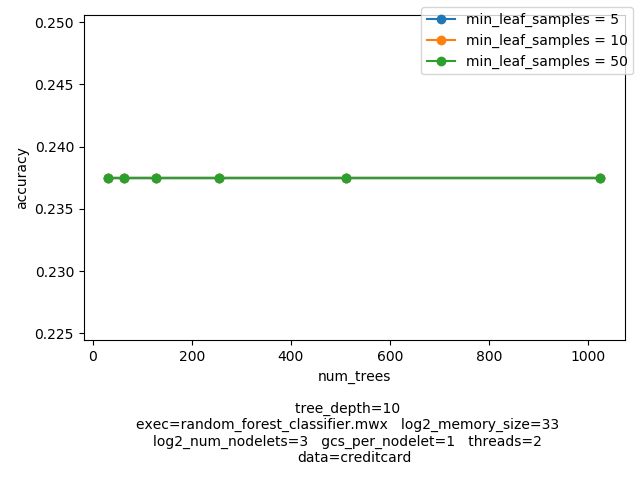 min_leaf_samples = 5
min_leaf_samples = 10
min_leaf_samples = 50
0.250
0.245
0.240
0.235
0.230
0.225
accuracy
0 200 400 600 800 1000
num_trees
tree_depth=10
exec=random_forest_classifier.mwx log2_memory_size=33
log2_num_nodelets=3 gcs_per_nodelet=1 threads=2
data=creditcard